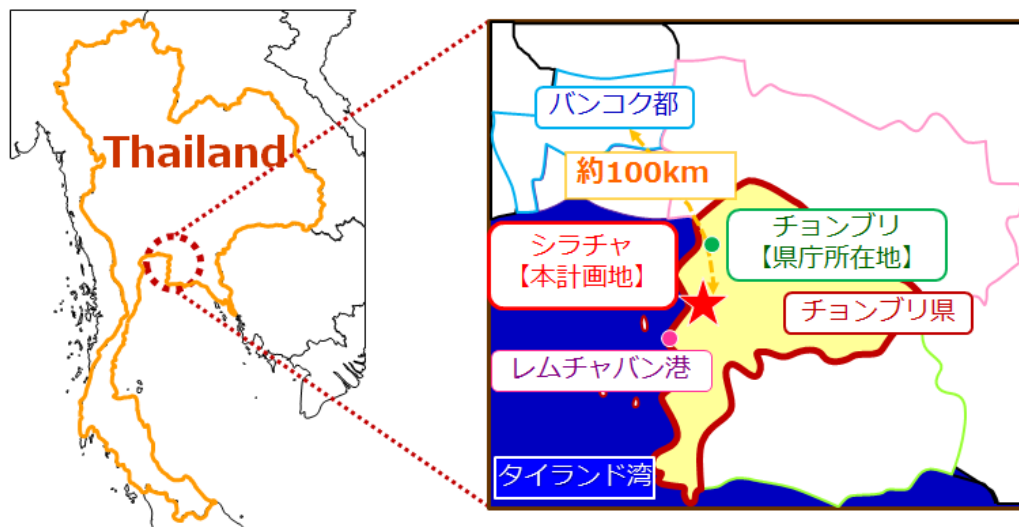 Thailand
バンコク都
約100km
チョンブリ
【県庁所在地】
シラチャ
【本計画地】
チョンブリ県
レムチャバン港
タイランド湾